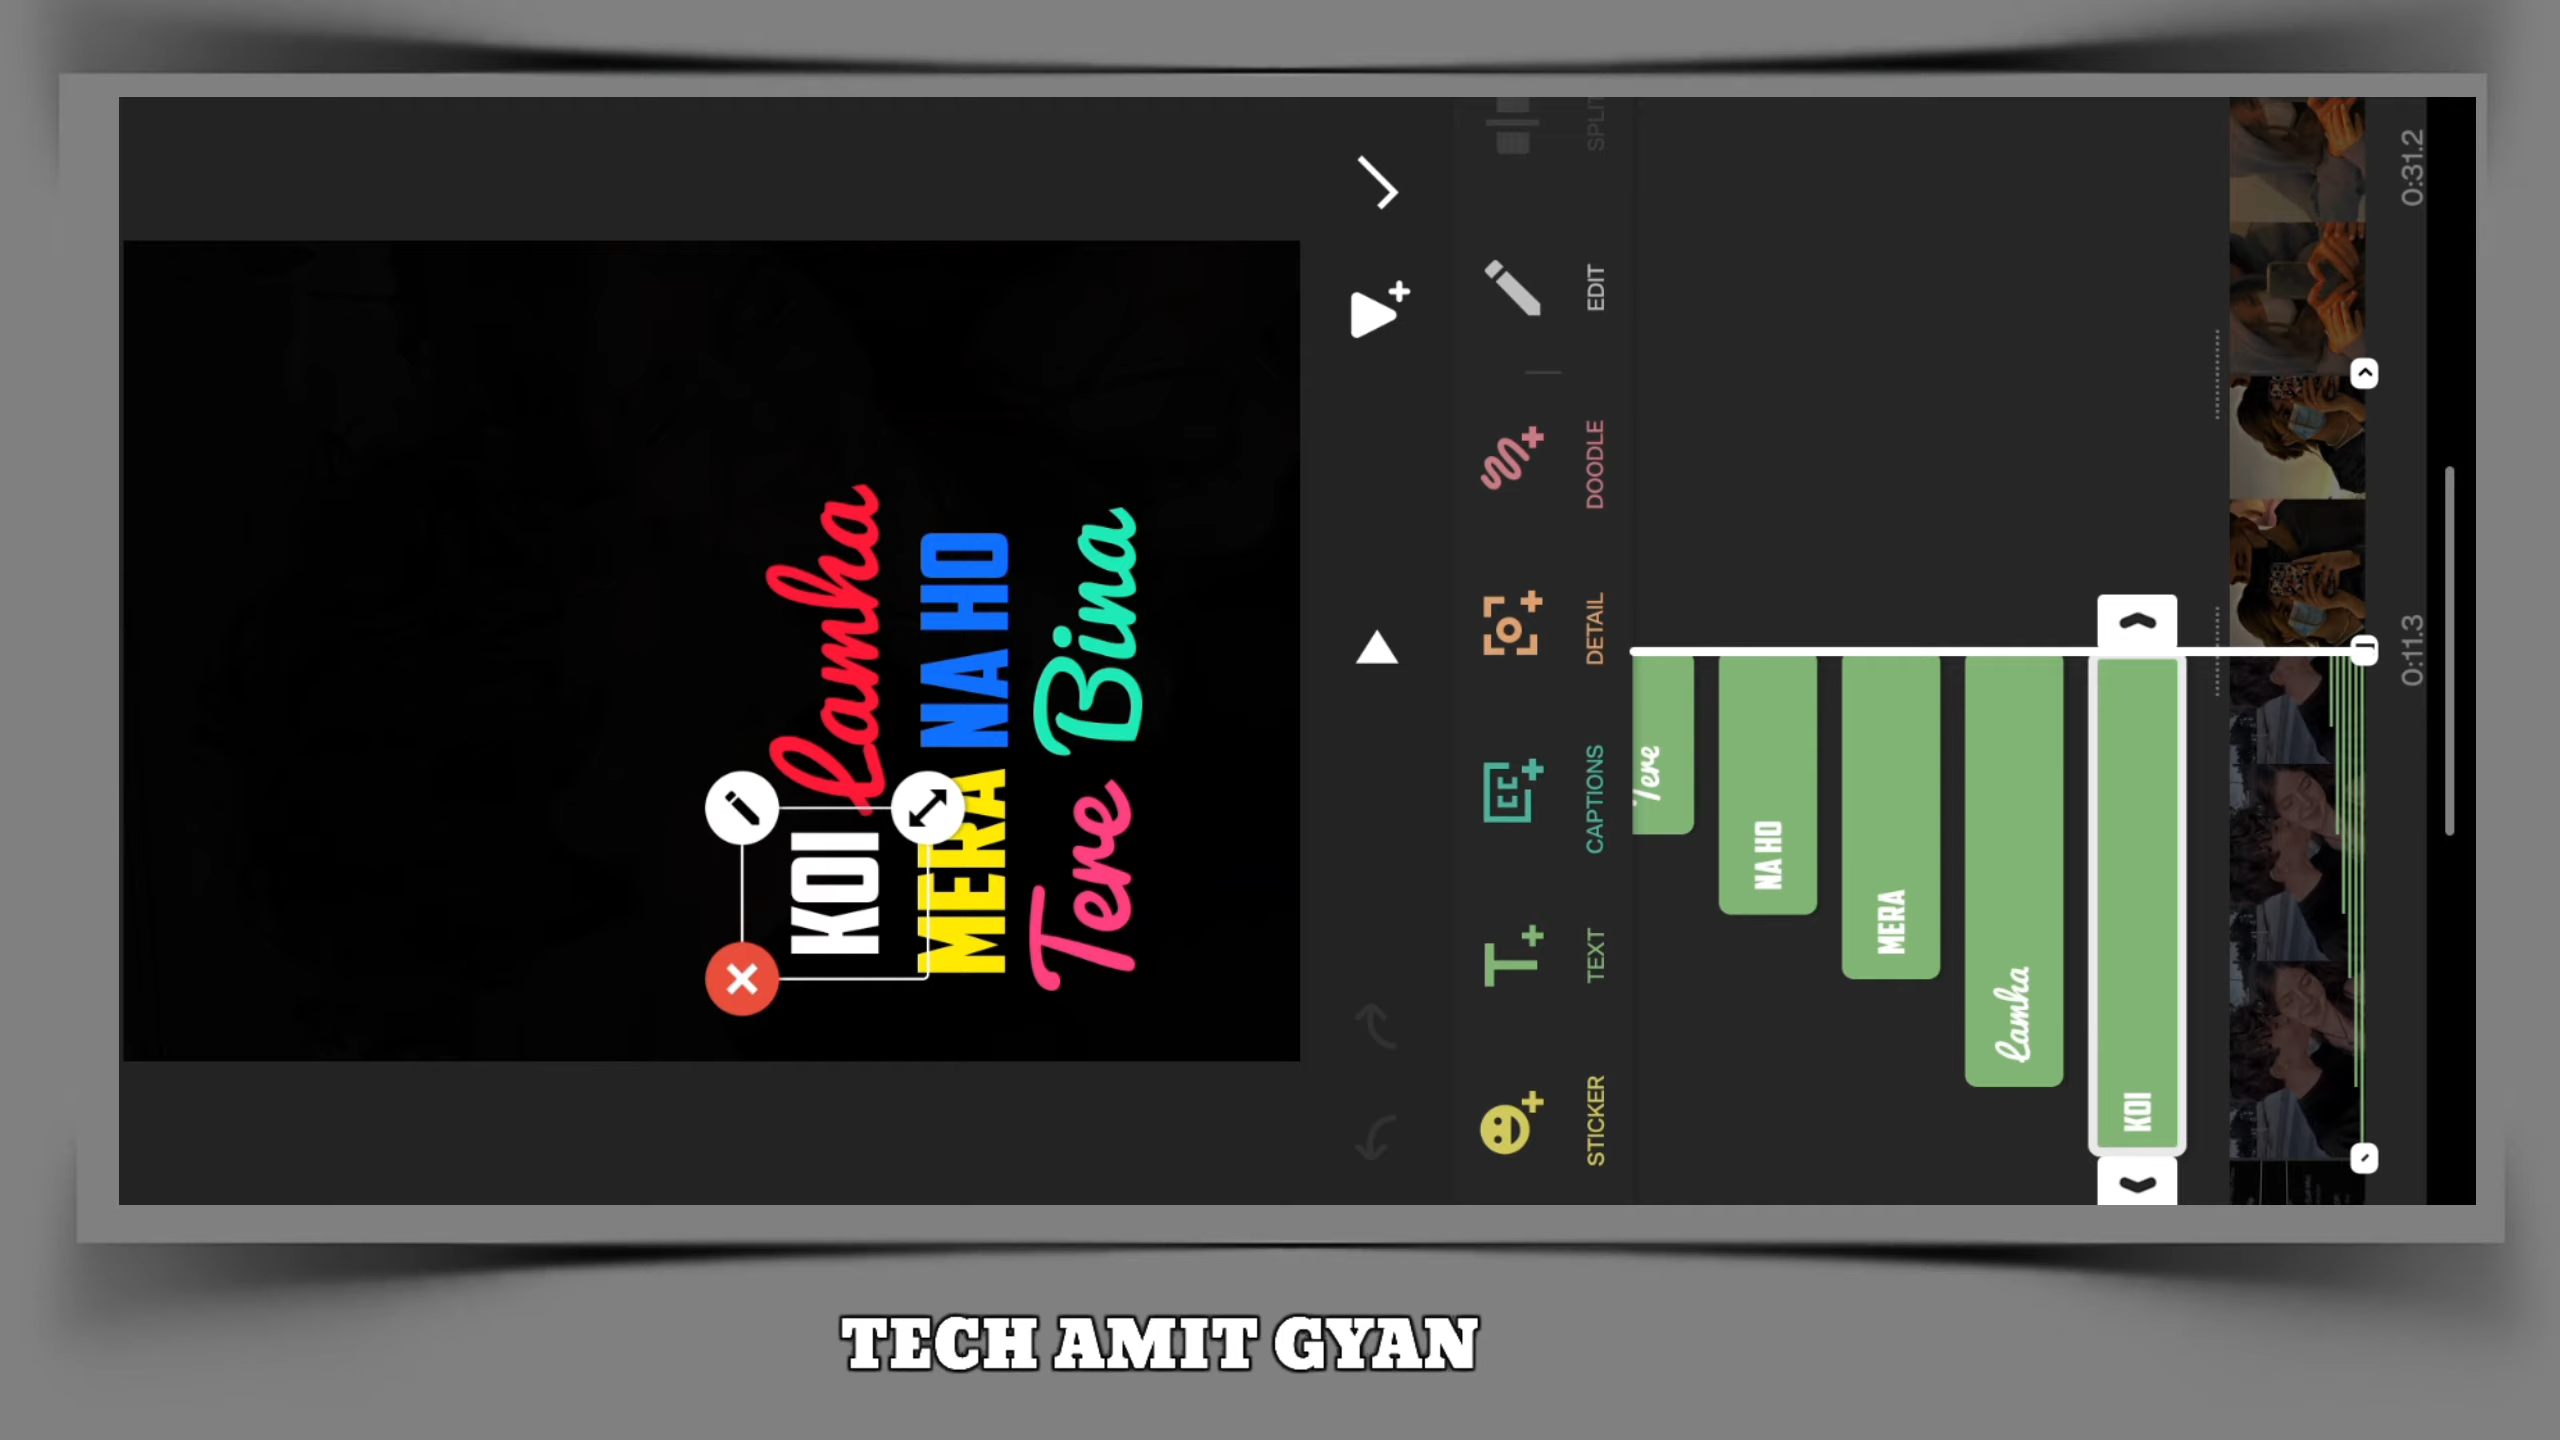 KOI Lamha
MERA NA HO
Tere Bina
STICKER
TEXT
CAPTIONS
DETAIL
DOODLE
EDIT
SPLIT
Tere
NA HO
MERA
Lamha
KOI
0:11.3
0:31.2
TECH AMIT GYAN